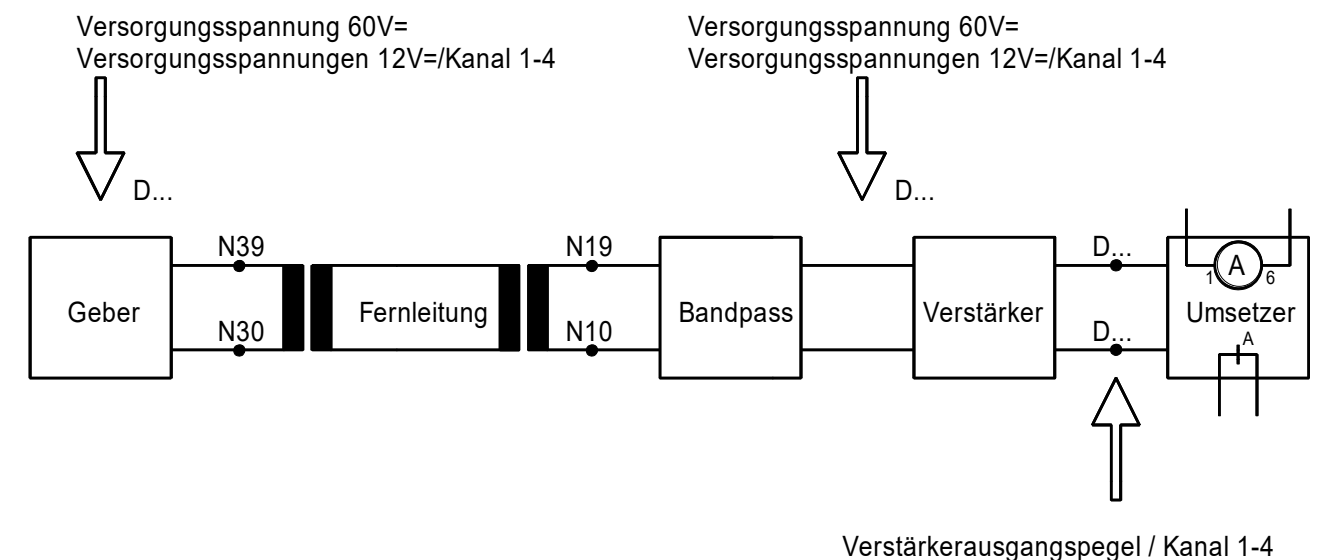 Versorgungsspannung 60V=
Versorgungsspannungen 12V=/Kanal 1-4
Versorgungsspannung 60V=
Versorgungsspannungen 12V=/Kanal 1-4
D...
D...
N39
N19
D...
A
1
6
Geber
Fernleitung
Bandpass
Verstärker
Umsetzer
N30
N10
D...
A
Verstärkerausgangspegel / Kanal 1-4